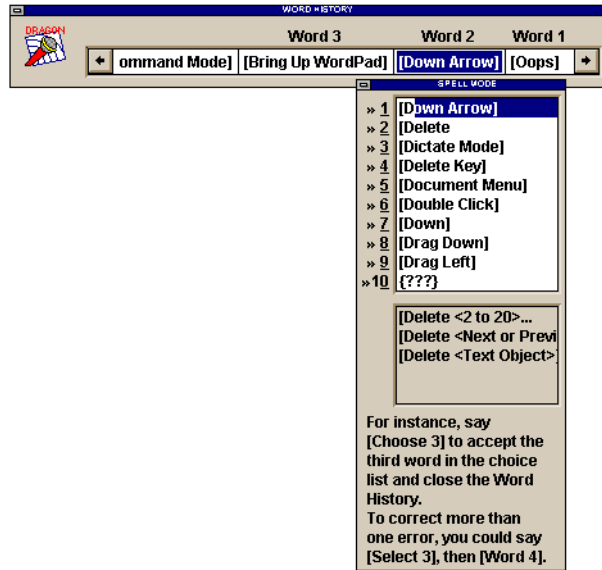 WORD HISTORY
DRAGON
Word 3 Word 2 Word 1
ommand Mode] [Bring Up WordPad] [Down Arrow] [Oops]
SPELL MODE
» 1 [Down Arrow]
» 2 [Delete
» 3 [Dictate Mode]
» 4 [Delete Key]
» 5 [Document Menu]
» 6 [Double Click]
» 7 [Down]
» 8 [Drag Down]
» 9 [Drag Left]
»10 {???}
[Delete <2 to 20>...
[Delete <Next or Previ
[Delete <Text Object>]
For instance, say
[Choose 3] to accept the
third word in the choice
list and close the Word
History.
To correct more than
one error, you could say
[Select 3], then [Word 4].